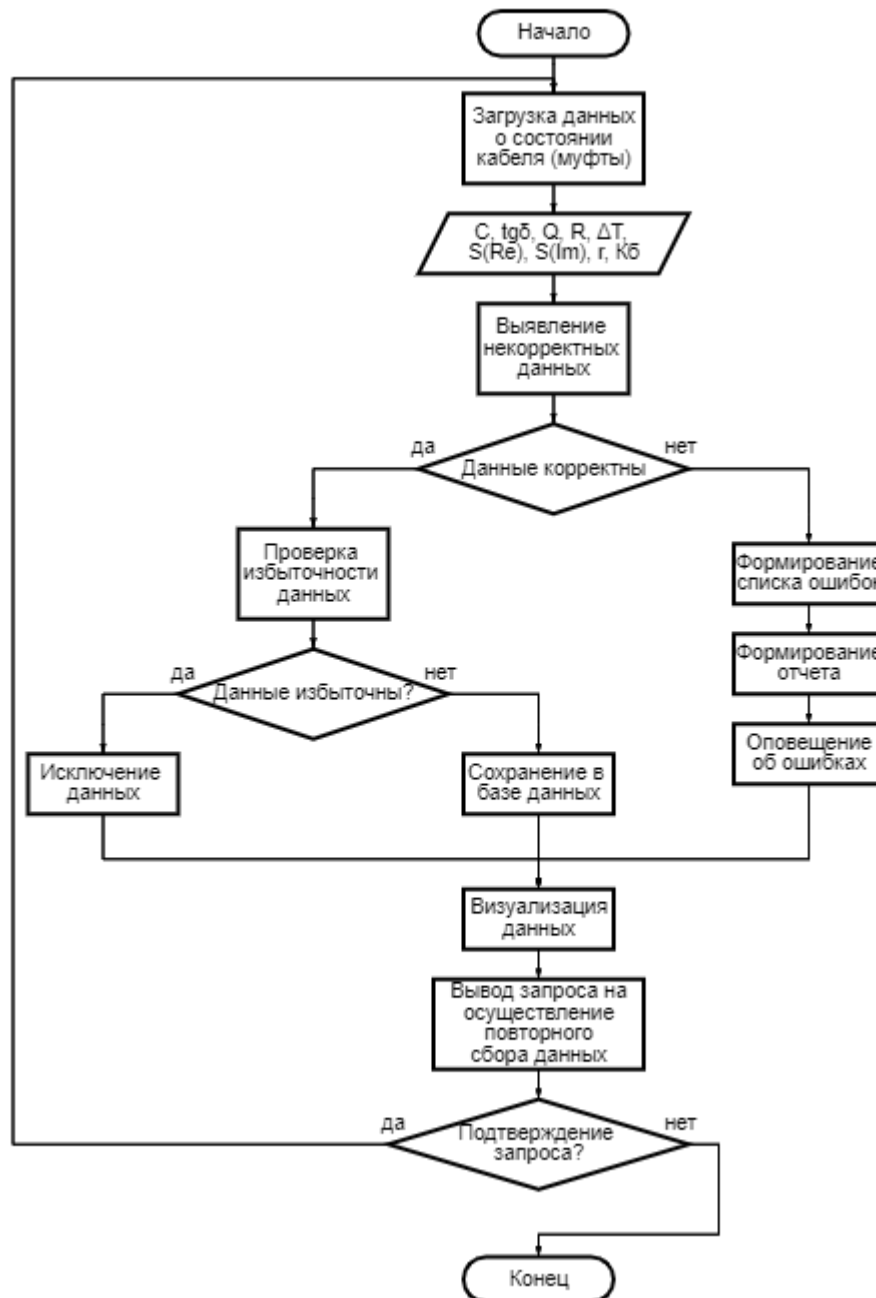 Начало
Загрузка данных
о состоянии
кабеля (муфты)
C, tgδ, Q, R, ΔT,
S(Re), S(Im), r, Kб
Выявление
некорректных
данных
да
нет
Данные корректны
Проверка
избыточности
данных
Формирование
списка ошибок
да
нет
Данные избыточны?
Формирование
отчета
Исключение
данных
Сохранение в
базе данных
Оповещение
об ошибках
Визуализация
данных
Вывод запроса на
осуществление
повторного
сбора данных
да
нет
Подтверждение
запроса?
Конец